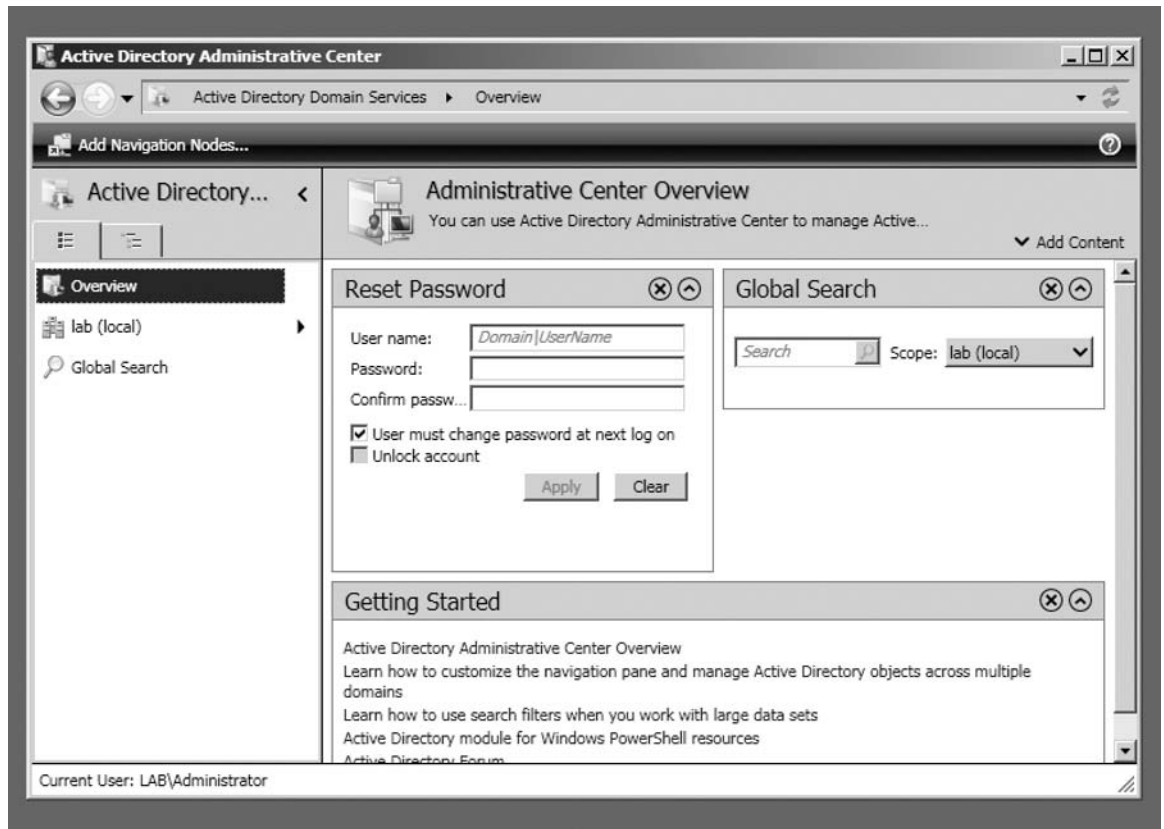 Active Directory Administrative Center
Active Directory Domain Services Overview
Add Navigation Nodes...
Active Directory...
Overview
lab (local)
Global Search
Administrative Center Overview
You can use Active Directory Administrative Center to manage Active...
Add Content
Reset Password
User name: Domain\UserName
Password:
Confirm passw...
User must change password at next log on
Unlock account
Apply Clear
Global Search
Search Scope: lab (local)
Getting Started
Active Directory Administrative Center Overview
Learn how to customize the navigation pane and manage Active Directory objects across multiple
domains
Learn how to use search filters when you work with large data sets
Active Directory module for Windows PowerShell resources
Active Directory Forum
Current User: LAB\Administrator